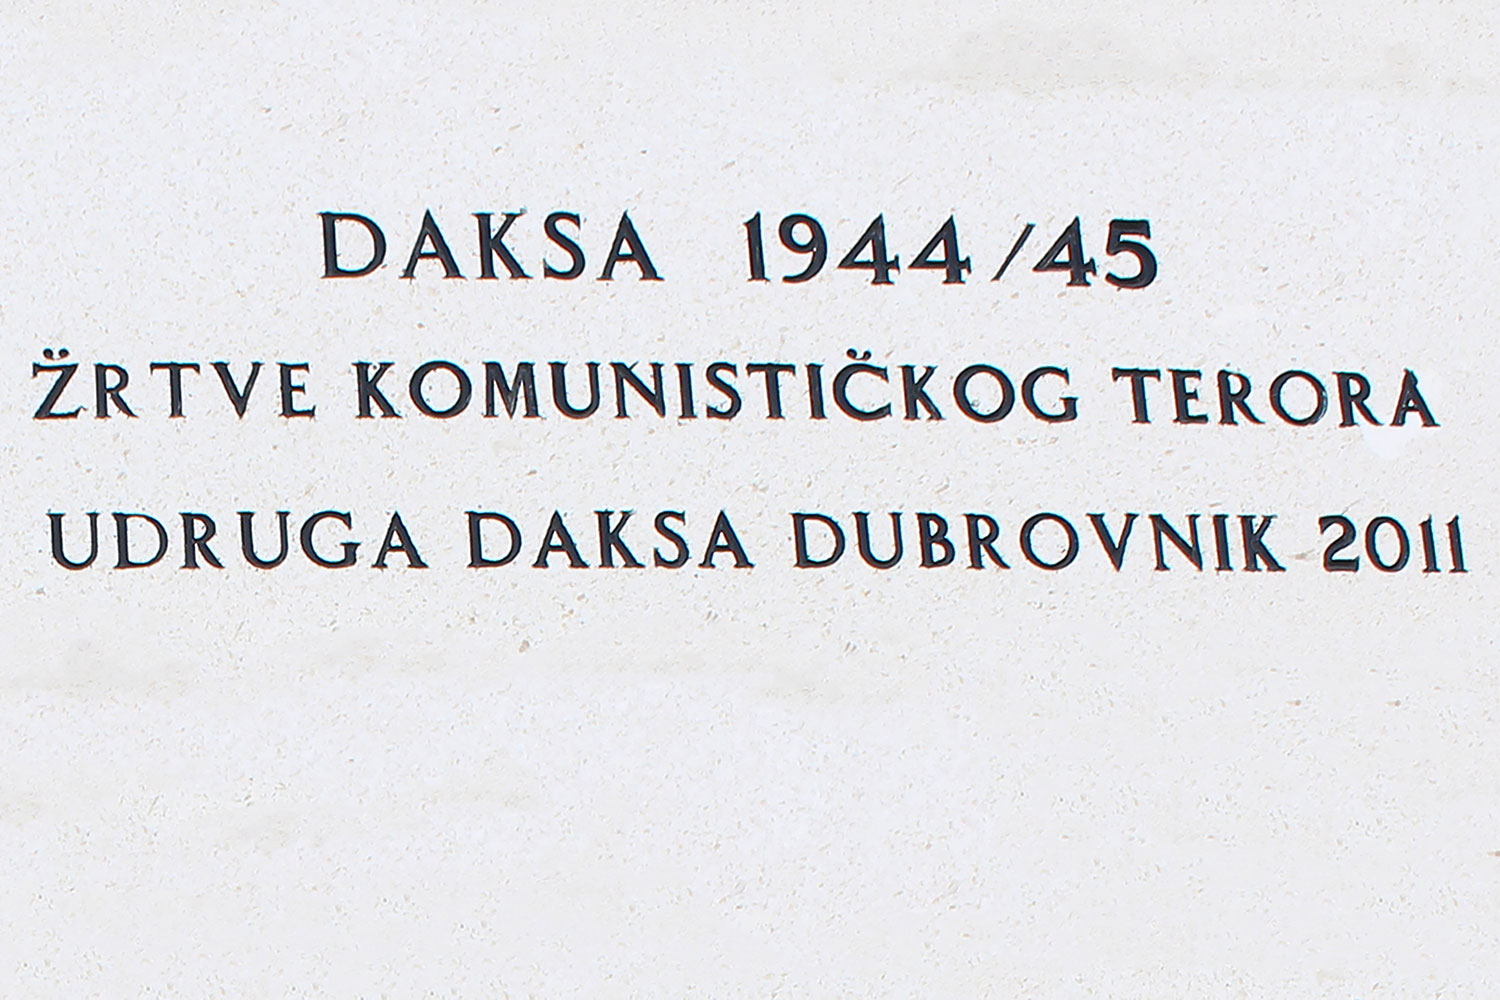 DAKSA 1944/45
ŽRTVE KOMUNISTIČKOG TERORA
UDRUGA DAKSA DUBROVNIK 2011